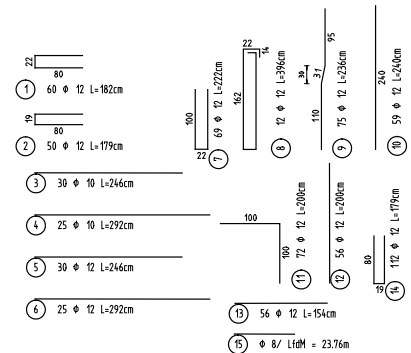 22
80
1 60 Φ 12 L=182cm
19
80
2 50 Φ 12 L=179cm
3 30 Φ 10 L=246cm
4 25 Φ 10 L=292cm
5 30 Φ 12 L=246cm
6 25 Φ 12 L=292cm
100
22
7 69 Φ 12 L=222cm
22
14
162
8 12 Φ 12 L=396cm
95
30
31
110
9 75 Φ 12 L=236cm
240
10 59 Φ 12 L=240cm
100
100
11 72 Φ 12 L=200cm
12 56 Φ 12 L=200cm
80
19
14 112 Φ 12 L=179cm
13 56 Φ 12 L=154cm
15 Φ 8/ LfdM = 23.76m